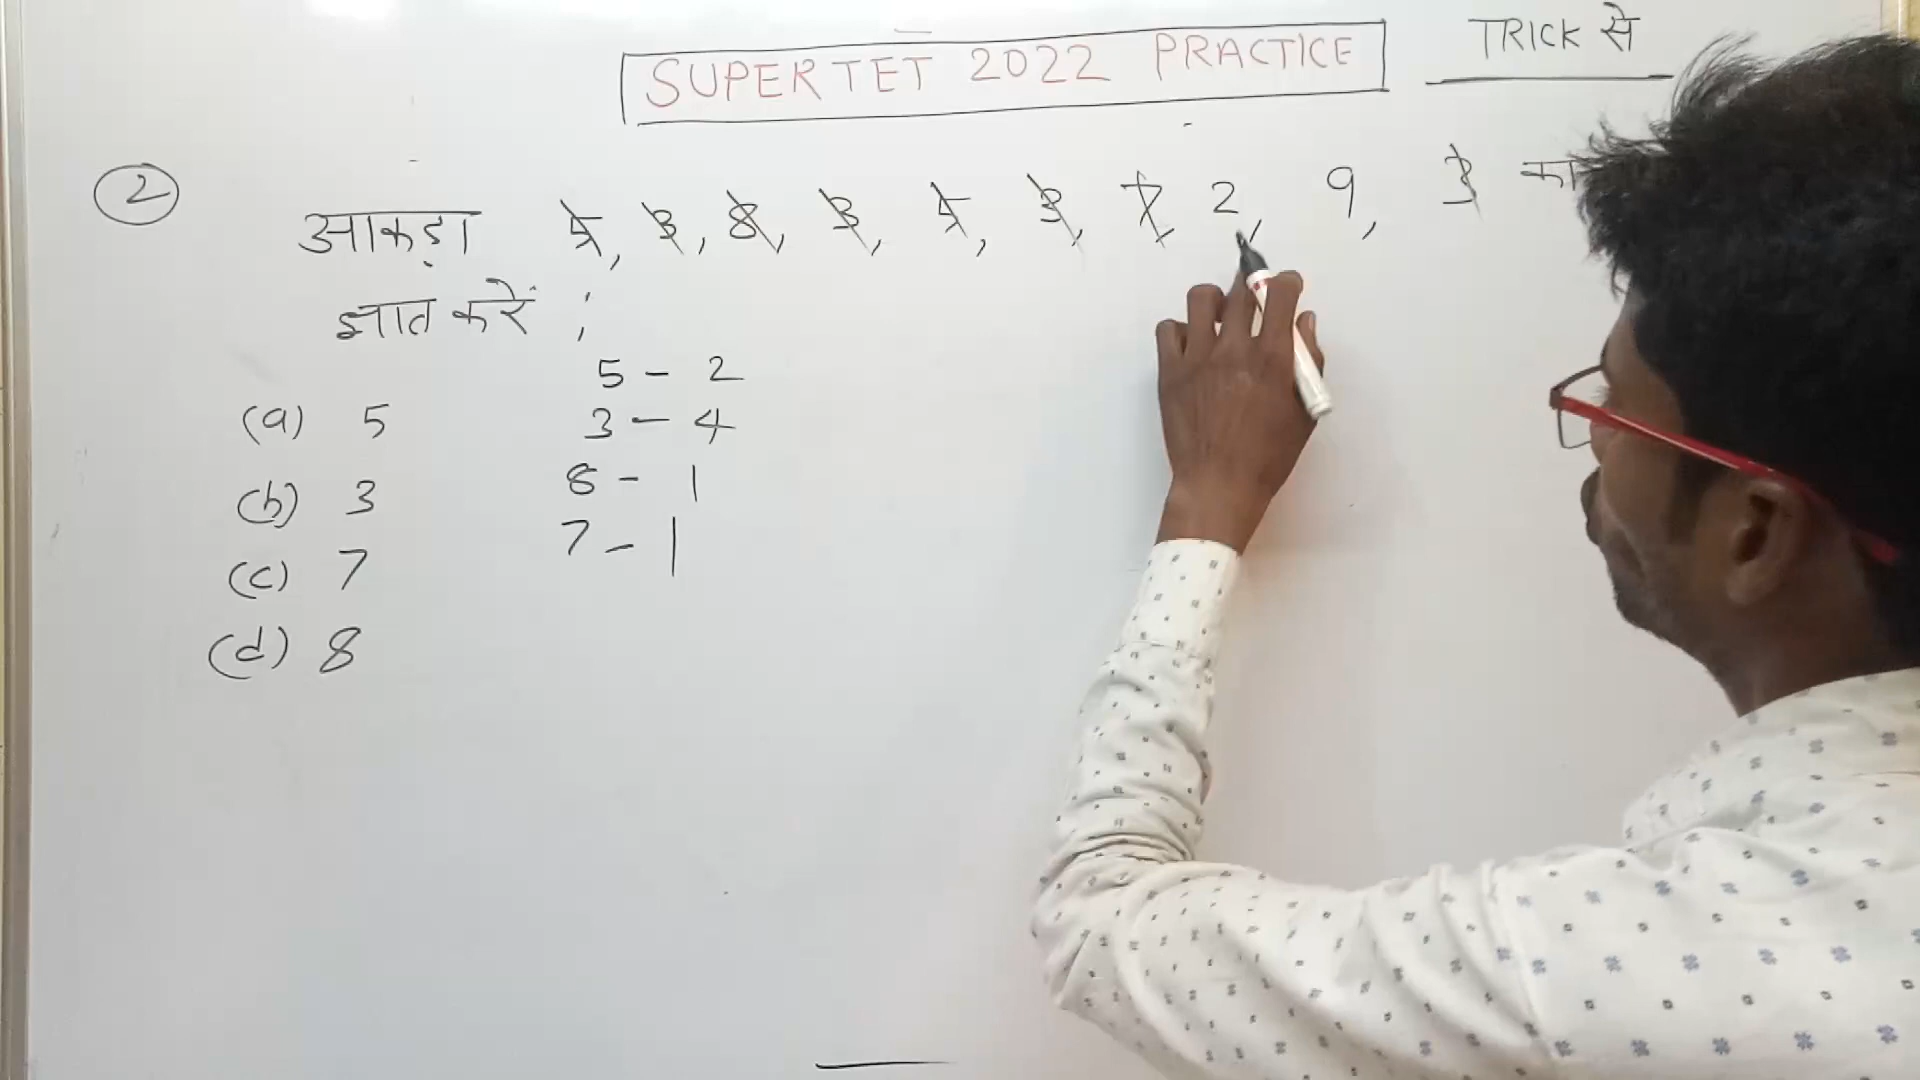 SUPERTET 2022 PRACTICE
TRICK से
2 आकड़ा 5, 3, 8, 3, 5, 3, 7 2, 9, 3 का
ज्ञात करें ;
(a) 5
(b) 3
(c) 7
(d) 8
5 - 2
3 - 4
8 - 1
7 - 1